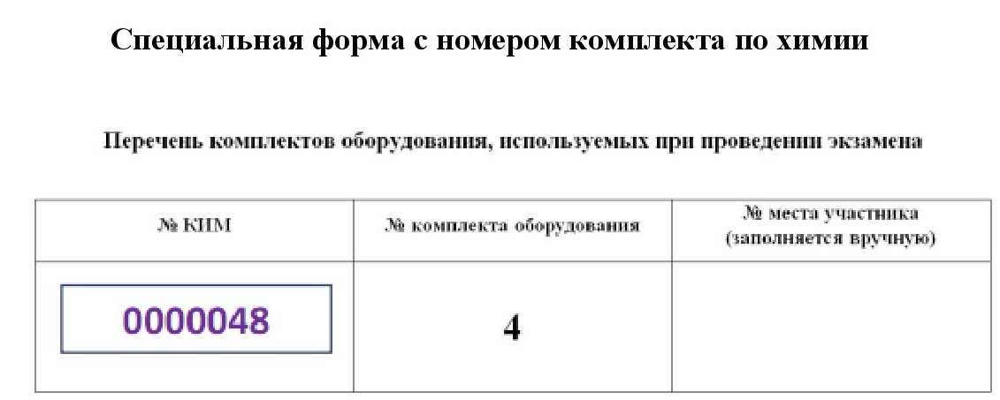 Специальная форма с номером комплекта по химии
Перечень комплектов оборудования, используемых при проведении экзамена
№ КИМ
№ комплекта оборудования
№ места участника
(заполняется вручную)
0000048
4